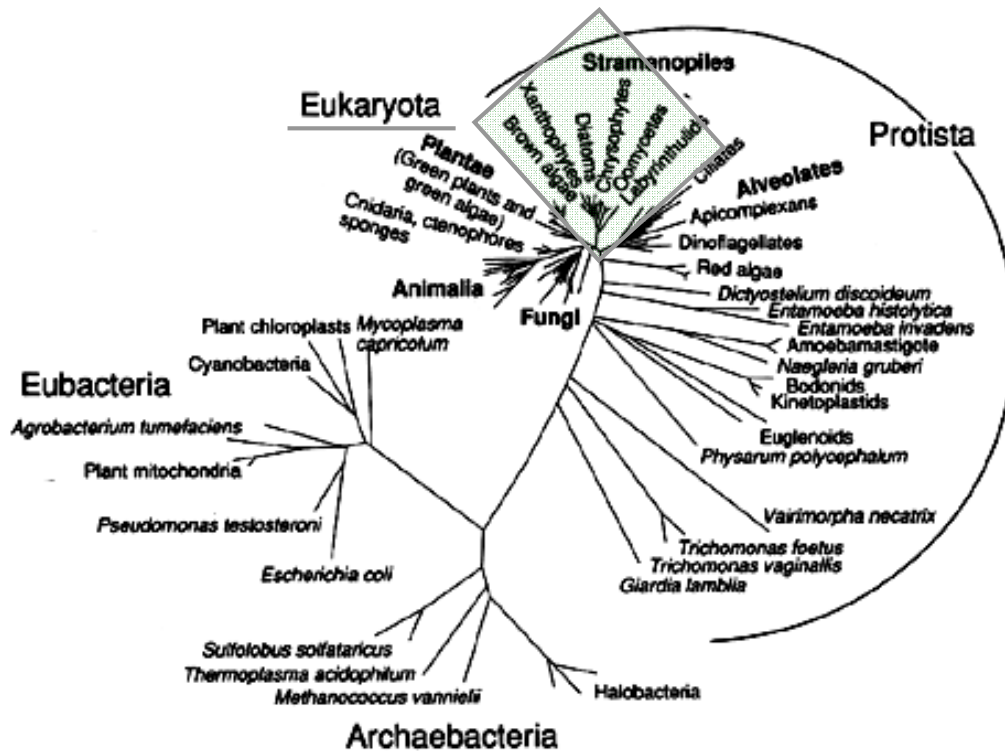 Stramenopiles
Eukaryota
Xanthophytes
Brown algae
Diatoms
Chrysophytes
Oomycetes
Labyrinthulids
Ciliates
Protista
Plantae
(Green plants and
green algae)
Cnidaria, ctenophores
sponges
Alveolates
Apicomplexans
Dinoflagellates
Red algae
Animalia
Fungi
Dictyostelium discoideum
Entamoeba histolytica
Entamoeba invadens
Amoebamastigote
Naegleria gruberi
Bodonids
Kinetoplastids
Euglenoids
Physarum polycephalum
Vairimorpha necatrix
Trichomonas foetus
Trichomonas vaginallis
Giardia lamblia
Plant chloroplasts
Mycoplasma
capricolum
Cyanobacteria
Eubacteria
Agrobacterium tumefaciens
Plant mitochondria
Pseudomonas testosteroni
Escherichia coli
Sulfolobus solfataricus
Thermoplasma acidophilum
Methanococcus vannielii
Halobacteria
Archaebacteria